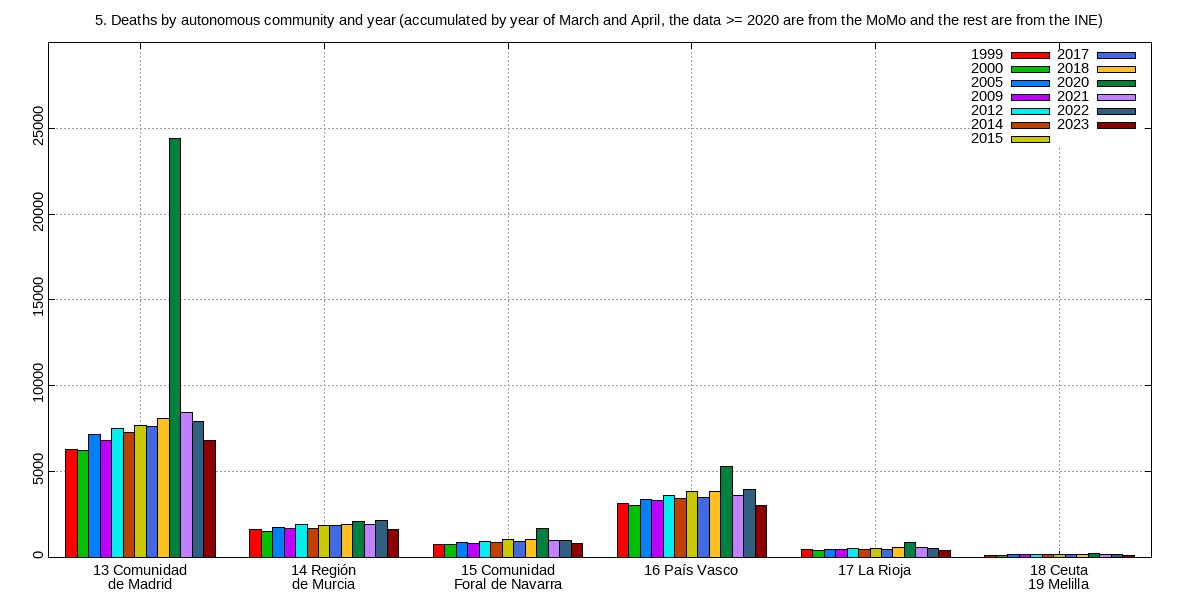 5. Deaths by autonomous community and year (accumulated by year of March and April, the data >= 2020 are from the MoMo and the rest are from the INE)
1999 2017
2000 2018
2005 2020
2009 2021
2012 2022
2014 2023
2015
25000
20000
15000
10000
5000
0
13 Comunidad
de Madrid
14 Región
de Murcia
15 Comunidad
Foral de Navarra
16 País Vasco
17 La Rioja
18 Ceuta
19 Melilla